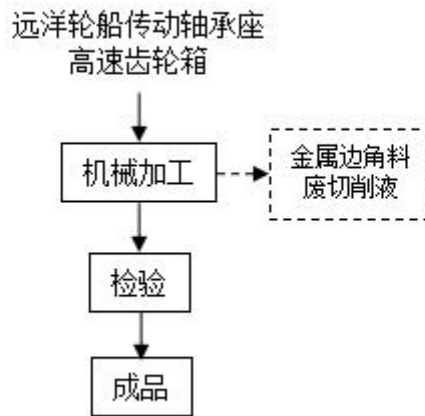 远洋轮船传动轴承座
高速齿轮箱
机械加工
金属边角料
废切削液
检验
成品